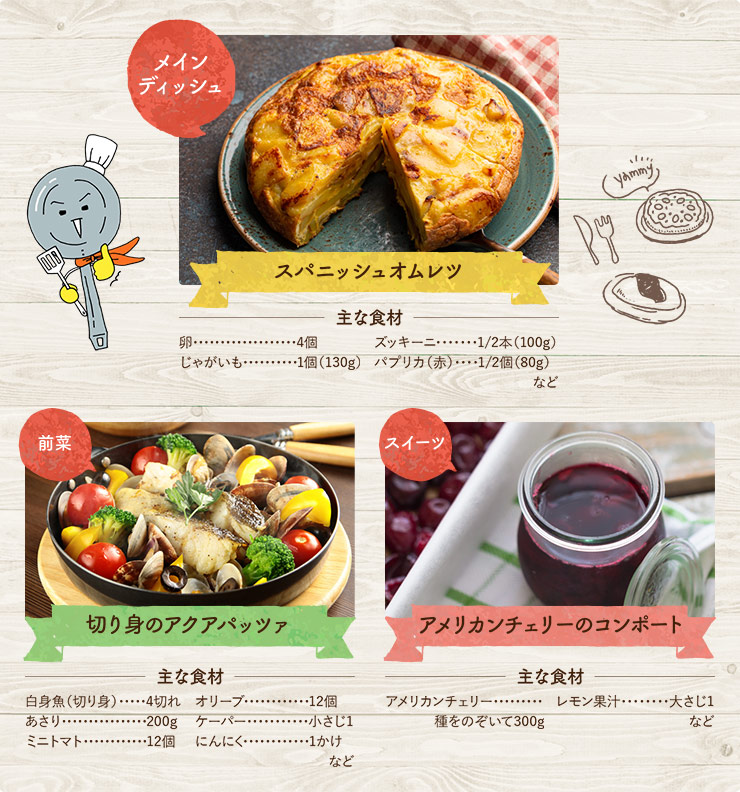 メイン
ディッシュ
yammy
スパニッシュオムレツ
主な食材
卵・・・・・・・・・・・・・・・・・・・4個 ズッキーニ・・・・・・・1/2本（100g）
じゃがいも・・・・・・・・・・1個（130g） パプリカ（赤）・・・・1/2個（80g）
など
前菜
切り身のアクアパッツァ
主な食材
白身魚（切り身）・・・・・4切れ オリーブ・・・・・・・・・・・・12個
あさり・・・・・・・・・・・・・・・200g ケーパー・・・・・・・・・・・小さじ1
ミニトマト・・・・・・・・・・・・12個 にんにく・・・・・・・・・・・・1かけ
など
スイーツ
アメリカンチェリーのコンポート
主な食材
アメリカンチェリー・・・・・・・・・ レモン果汁・・・・・・・・大さじ1
種をのぞいて300g など